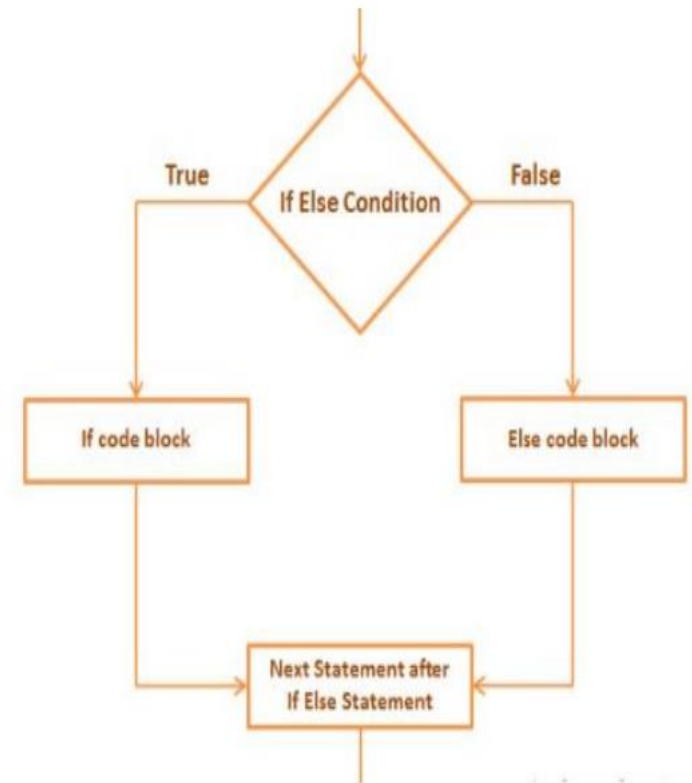 True
False
If Else Condition
If code block
Else code block
Next Statement after
If Else Statement